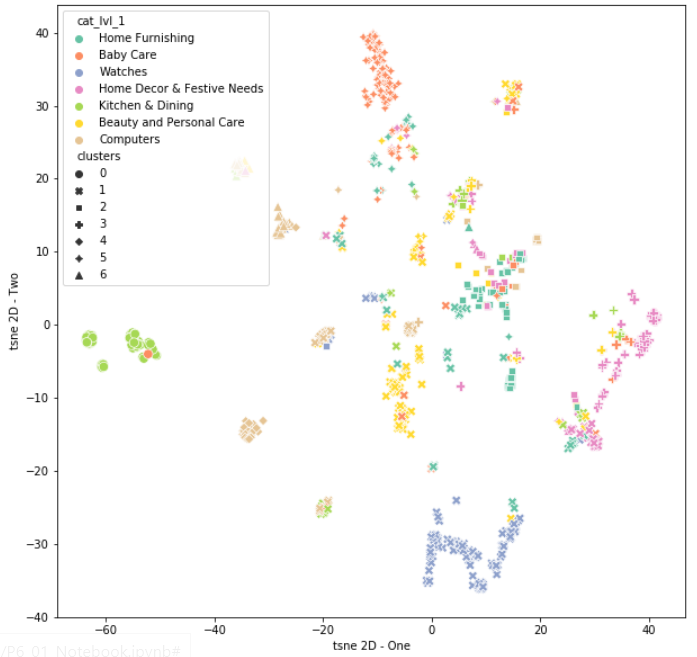 cat_lvl_1
Home Furnishing
Baby Care
Watches
Home Decor & Festive Needs
Kitchen & Dining
Beauty and Personal Care
Computers
clusters
0
1
2
3
4
5
6
tsne 2D - Two
40
30
20
10
0
−10
−20
−30
−40
−60
−40
−20
0
20
40
tsne 2D - One
/P6_01_Notebook.ipynb#